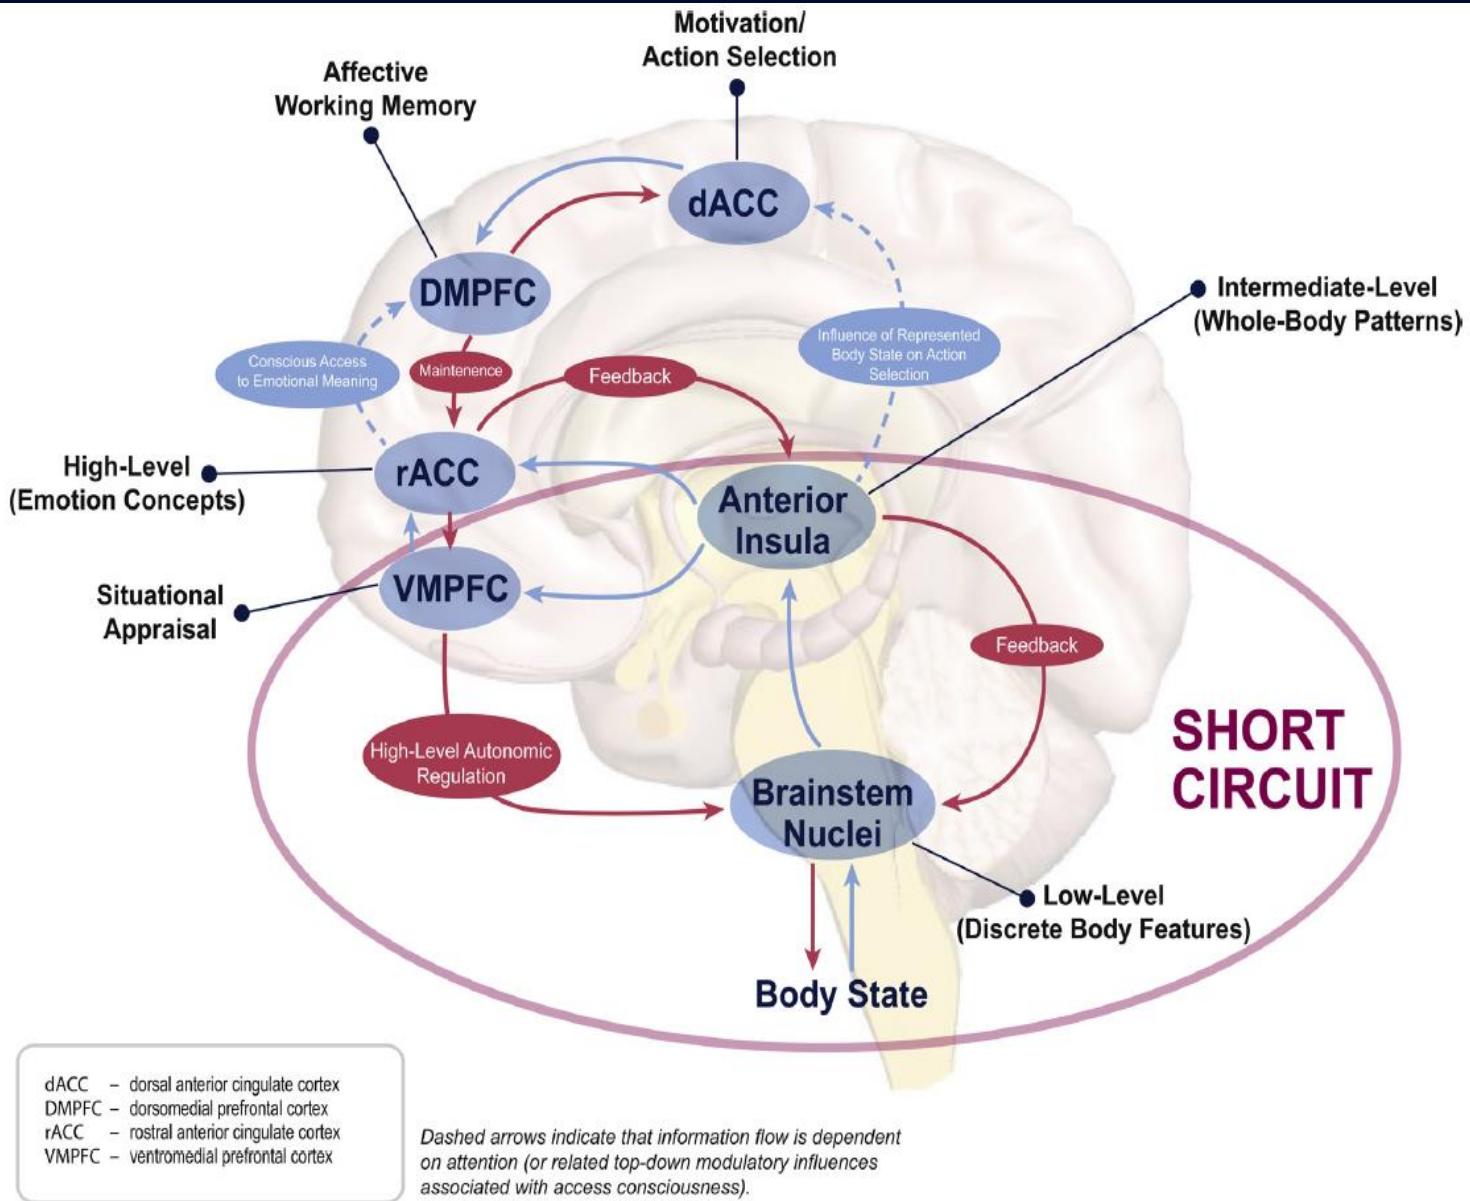 Motivation/
Action Selection
Affective
Working Memory
dACC
DMPFC
Intermediate-Level
(Whole-Body Patterns)
Influence of Represented
Body State on Action
Selection
Conscious Access
to Emotional Meaning
Maintenence
Feedback
High-Level
(Emotion Concepts)
rACC
Anterior
Insula
VMPFC
Situational
Appraisal
Feedback
SHORT
CIRCUIT
High-Level Autonomic
Regulation
Brainstem
Nuclei
Low-Level
(Discrete Body Features)
Body State
dACC – dorsal anterior cingulate cortex
DMPFC – dorsomedial prefrontal cortex
rACC – rostral anterior cingulate cortex
VMPFC – ventromedial prefrontal cortex
Dashed arrows indicate that information flow is dependent
on attention (or related top-down modulatory influences
associated with access consciousness).